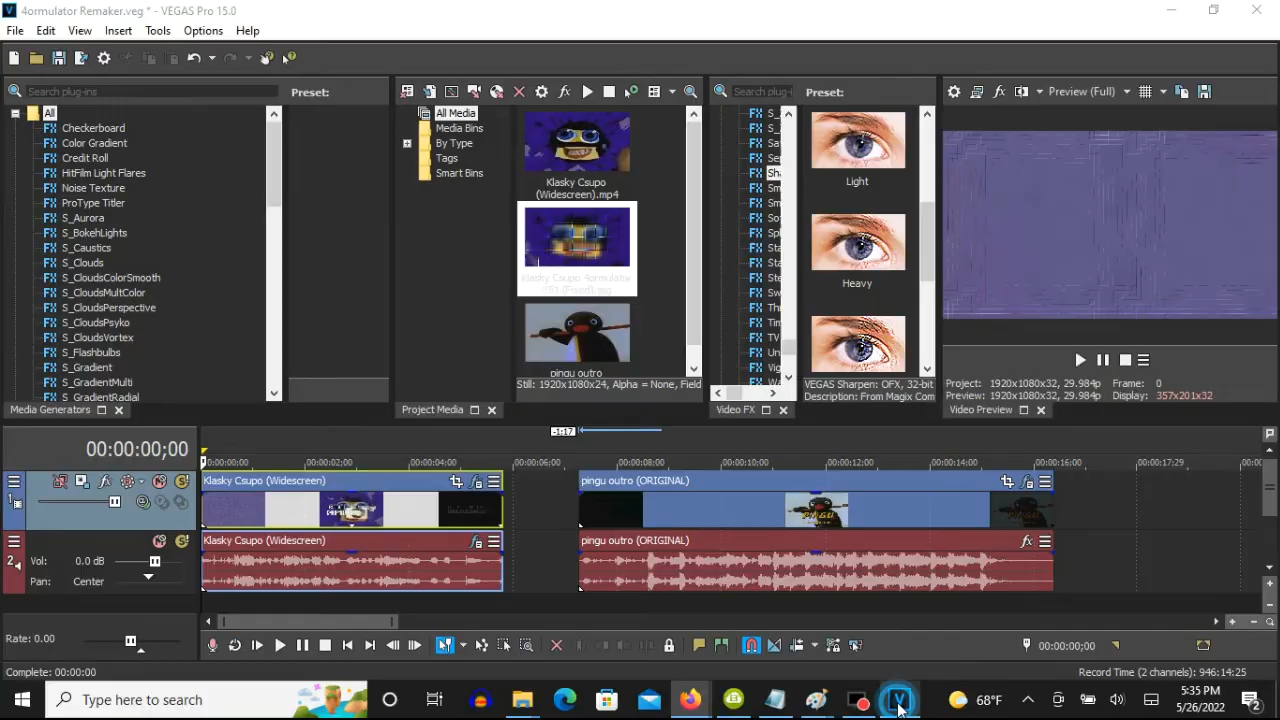 4ormulator Remaker.veg * - VEGAS Pro 15.0
File Edit View Insert Tools Options Help
Search plug-ins
Preset:
All
Checkerboard
Color Gradient
Credit Roll
HitFilm Light Flares
Noise Texture
ProType Titler
S_Aurora
S_BokehLights
S_Caustics
S_Clouds
S_CloudsColorSmooth
S_CloudsMultColor
S_CloudsPerspective
S_CloudsPsyko
S_CloudsVortex
S_Flashbulbs
S_Gradient
S_GradientMulti
S_GradientRadial
Media Generators
All Media
Media Bins
By Type
Tags
Smart Bins
Klasky Csupo
(Widescreen).mp4
pingu outro
Still: 1920x1080x24, Alpha = None, Field
Project Media
Search plug-i
Preset:
Light
Heavy
VEGAS Sharpen: OFX, 32-bit
Description: From Magix Com
Video FX
Preview (Full)
Project: 1920x1080x32, 29.984p
Frame: 0
Preview: 1920x1080x32, 29.984p
Display: 357x201x32
Video Preview
00:00:00;00
-1:17
00:00:00;00 00:00:02;00 00:00:04;00 00:00:06;00 00:00:08;00 00:00:10;00 00:00:12;00 00:00:14;00 00:00:16;00 00:00:17;29
Klasky Csupo (Widescreen)
pingu outro (ORIGINAL)
1
Klasky Csupo (Widescreen)
pingu outro (ORIGINAL)
2
Vol: 0.0 dB
Pan: Center
Rate: 0.00
00:00:00;00
Complete: 00:00:00
Record Time (2 channels): 946:14:25
Type here to search
68°F
5:35 PM
5/26/2022
2